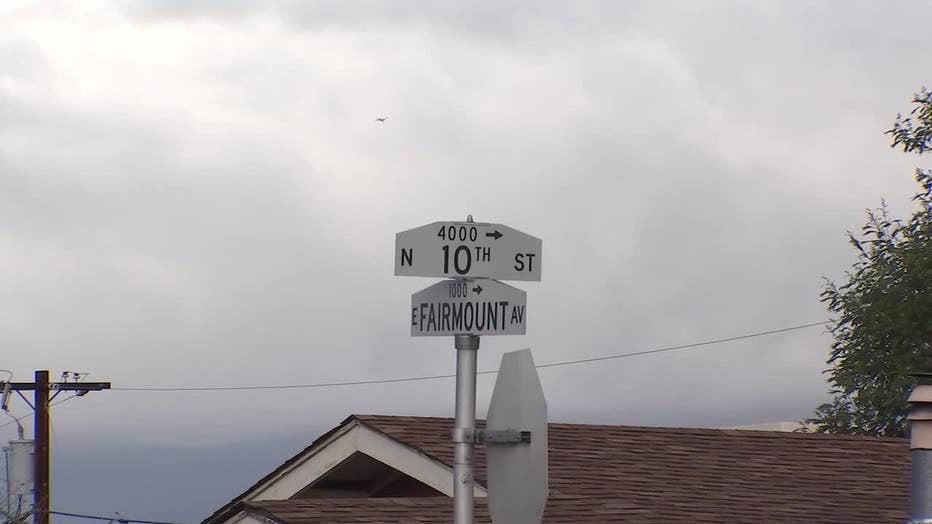 4000 →
N 10TH ST
1000 →
E FAIRMOUNT AV